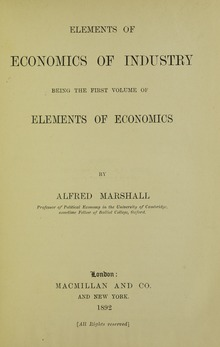 ELEMENTS OF
ECONOMICS OF INDUSTRY
BEING THE FIRST VOLUME OF
ELEMENTS OF ECONOMICS
BY
ALFRED MARSHALL
Professor of Political Economy in the University of Cambridge,
sometime Fellow of Balliol College, Oxford
London:
MACMILLAN AND CO.
AND NEW YORK.
1892
[All Rights reserved]